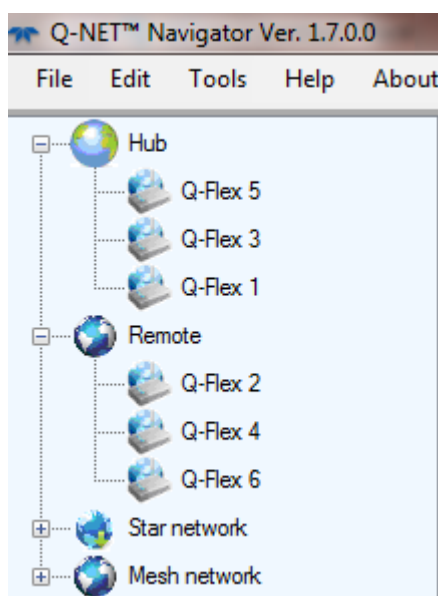 Q-NET™ Navigator Ver. 1.7.0.0
File Edit Tools Help About
Hub
Q-Flex 5
Q-Flex 3
Q-Flex 1
Remote
Q-Flex 2
Q-Flex 4
Q-Flex 6
Star network
Mesh network